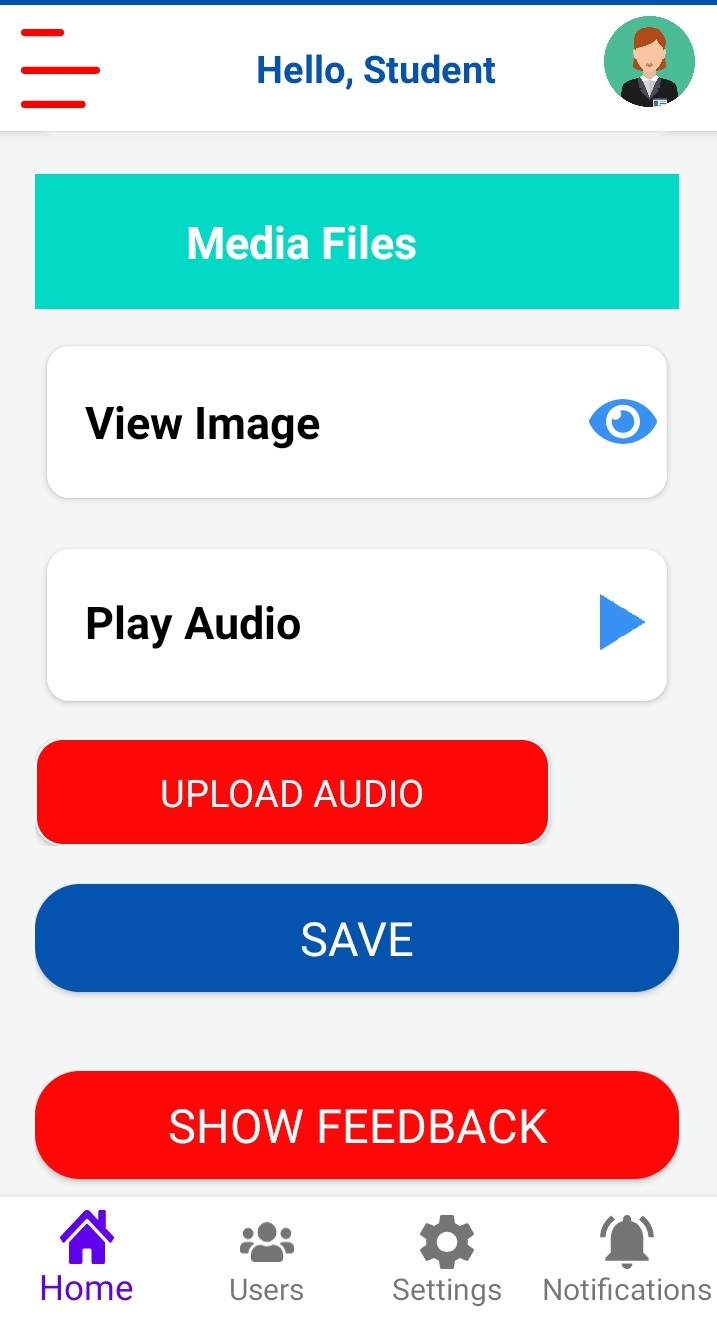 Hello, Student
Media Files
View Image
Play Audio
UPLOAD AUDIO
SAVE
SHOW FEEDBACK
Home
Users
Settings
Notifications